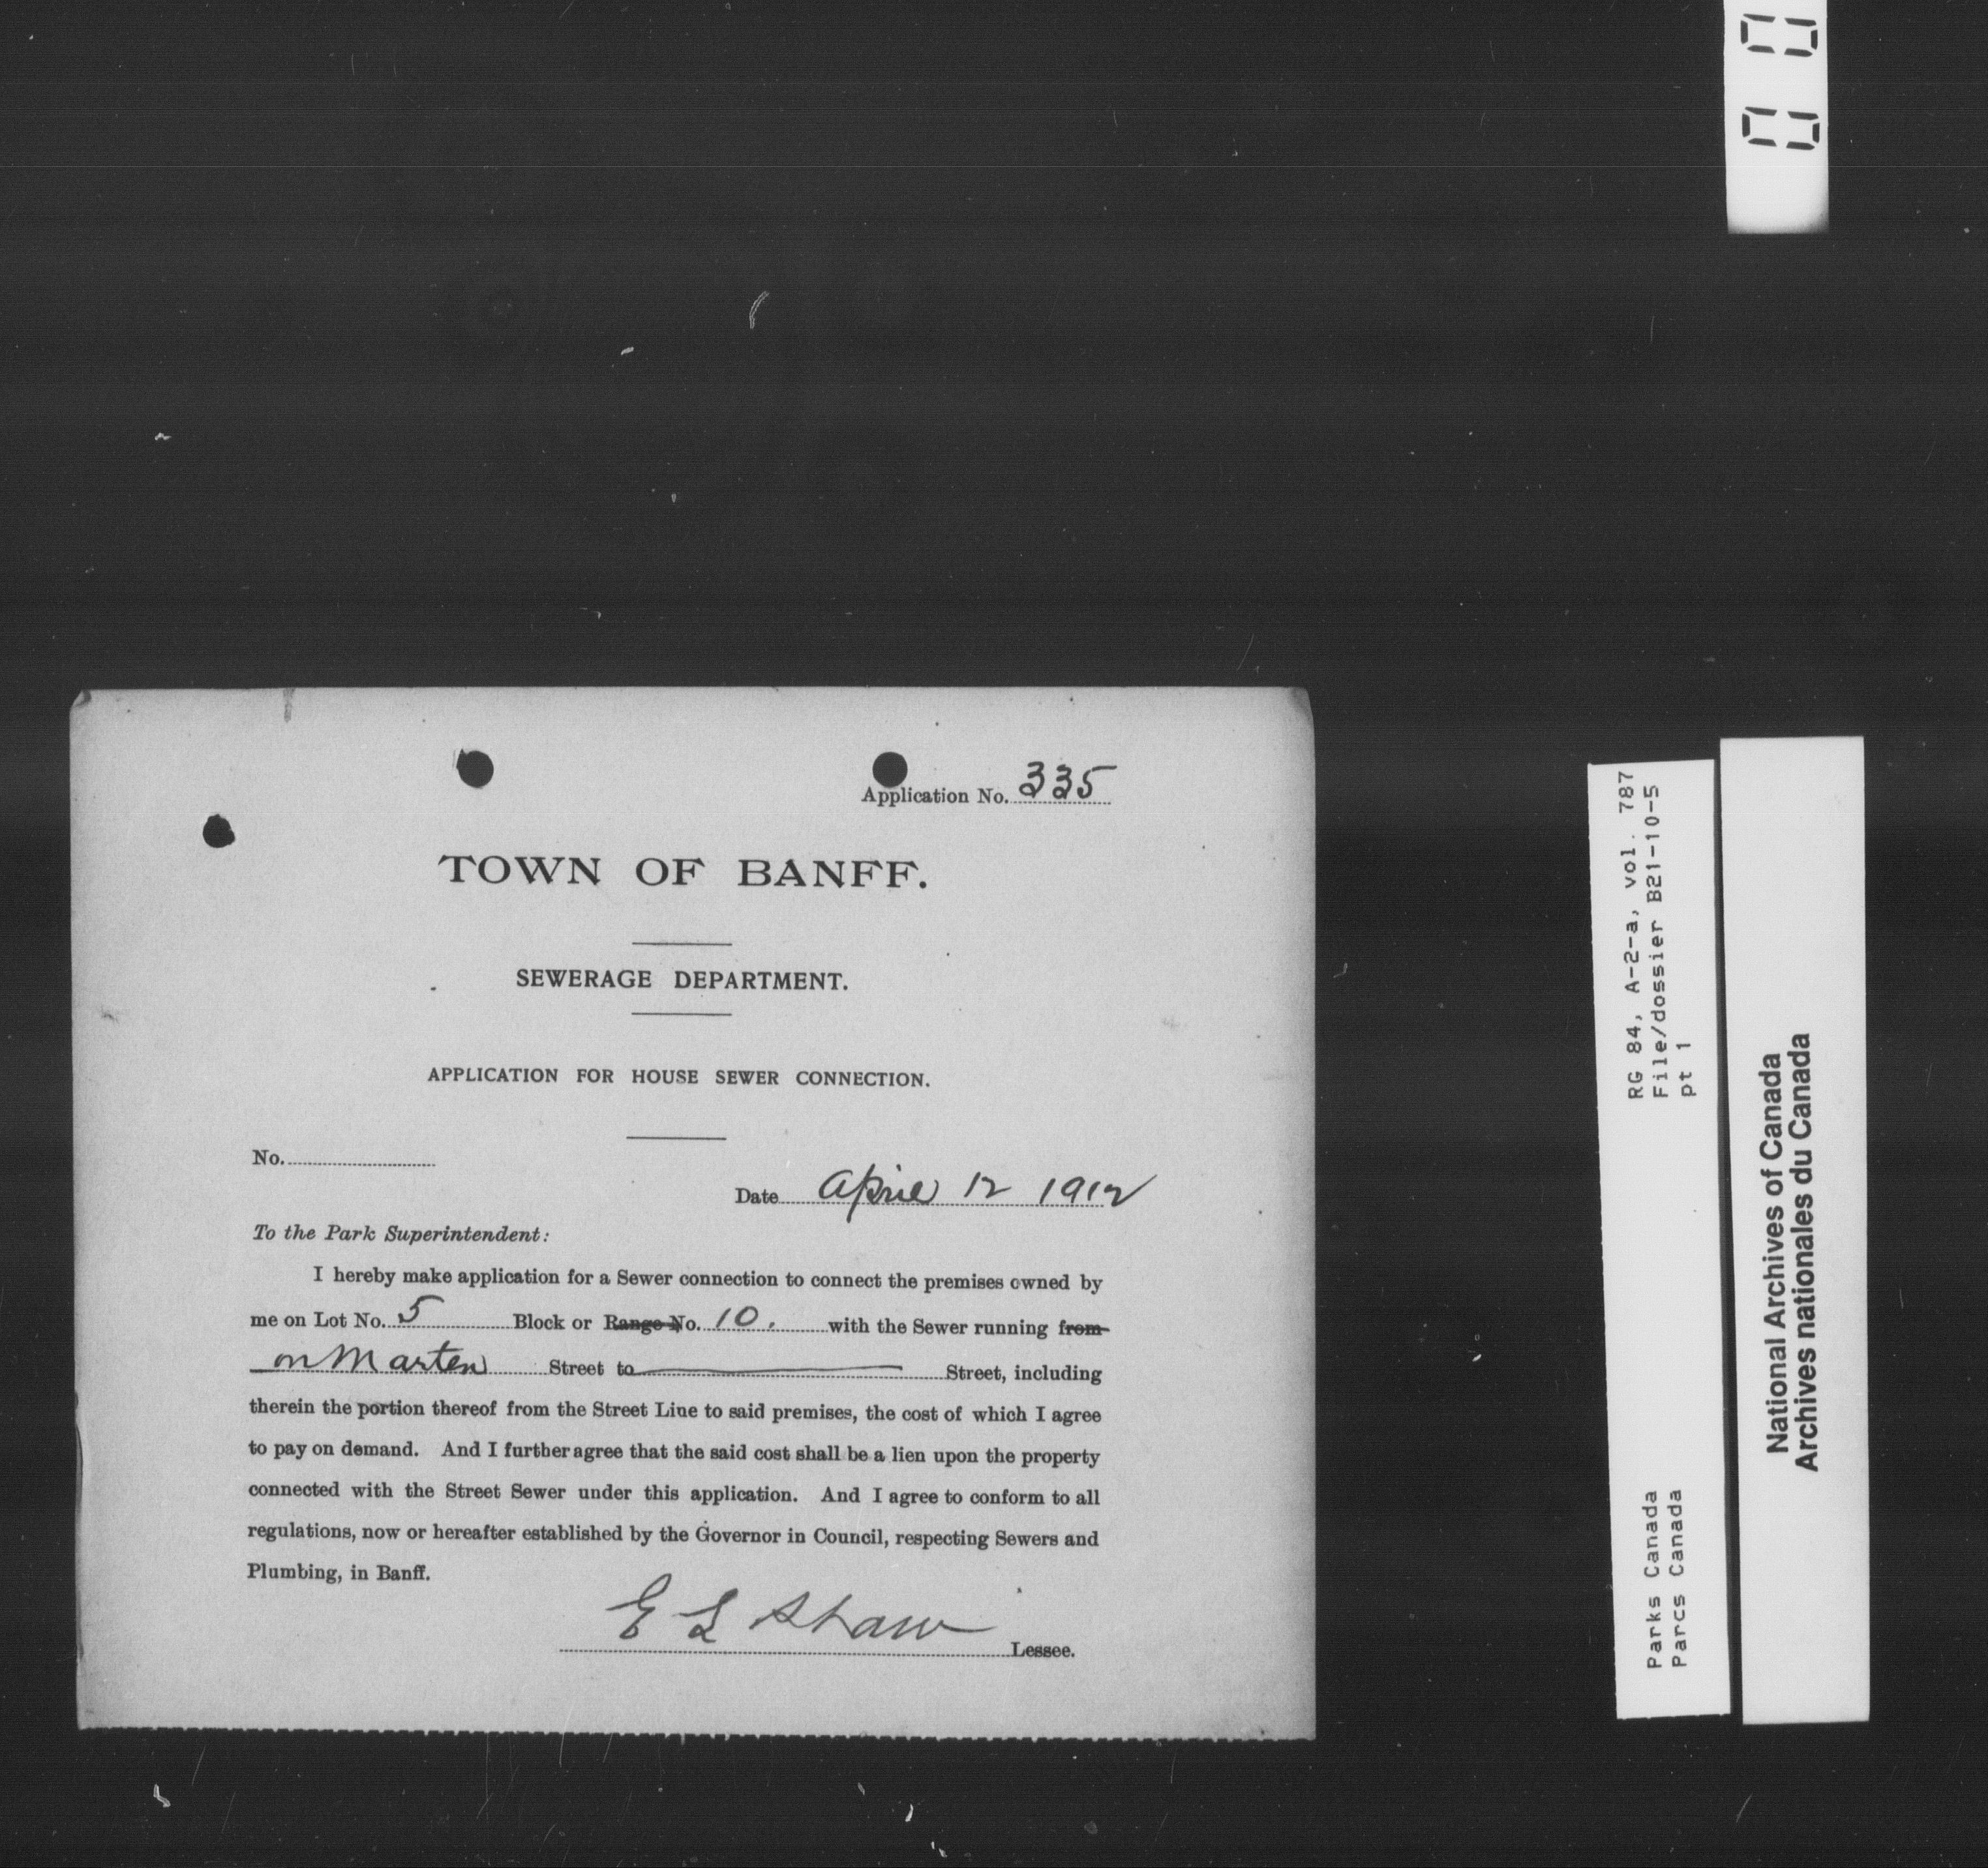 Application No. 335
TOWN OF BANFF.
SEWERAGE DEPARTMENT.
APPLICATION FOR HOUSE SEWER CONNECTION.
No.
Date April 12 1912
To the Park Superintendent:
I hereby make application for a Sewer connection to connect the premises owned by
me on Lot No. 5 Block or Range No. 10. with the Sewer running from
on Marten Street to Street, including
therein the portion thereof from the Street Line to said premises, the cost of which I agree
to pay on demand. And I further agree that the said cost shall be a lien upon the property
connected with the Street Sewer under this application. And I agree to conform to all
regulations, now or hereafter established by the Governor in Council, respecting Sewers and
Plumbing, in Banff.
E L Shaw
Lessee.
RG 84, A-2-a, vol. 787
File/dossier B21-10-5
pt 1
Parks Canada
Parcs Canada
National Archives of Canada
Archives nationales du Canada